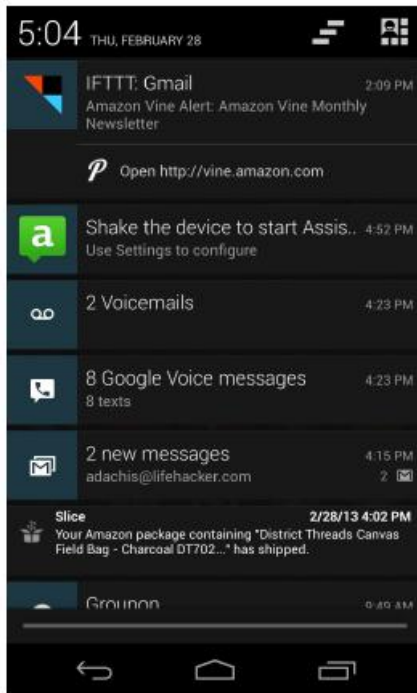 5:04 THU, FEBRUARY 28
IFTTT: Gmail 2:09 PM
Amazon Vine Alert: Amazon Vine Monthly
Newsletter
Open http://vine.amazon.com
a
Shake the device to start Assis.. 4:52 PM
Use Settings to configure
2 Voicemails 4:23 PM
8 Google Voice messages 4:23 PM
8 texts
2 new messages 4:15 PM
adachis@lifehacker.com 2
Slice 2/28/13 4:02 PM
Your Amazon package containing "District Threads Canvas
Field Bag - Charcoal DT702..." has shipped.
Groupon 9:49 AM